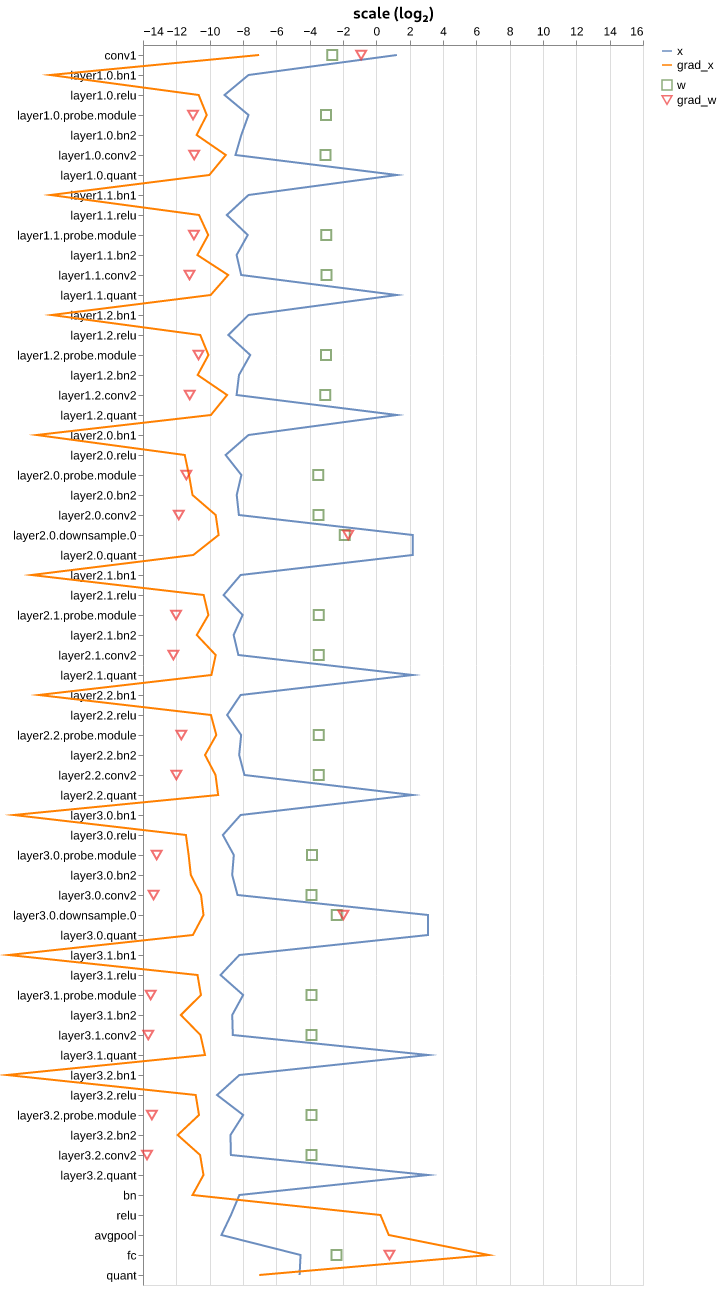 scale (log₂)
−14 −12 −10 −8 −6 −4 −2 0 2 4 6 8 10 12 14 16
x
grad_x
w
grad_w
conv1
layer1.0.bn1
layer1.0.relu
layer1.0.probe.module
layer1.0.bn2
layer1.0.conv2
layer1.0.quant
layer1.1.bn1
layer1.1.relu
layer1.1.probe.module
layer1.1.bn2
layer1.1.conv2
layer1.1.quant
layer1.2.bn1
layer1.2.relu
layer1.2.probe.module
layer1.2.bn2
layer1.2.conv2
layer1.2.quant
layer2.0.bn1
layer2.0.relu
layer2.0.probe.module
layer2.0.bn2
layer2.0.conv2
layer2.0.downsample.0
layer2.0.quant
layer2.1.bn1
layer2.1.relu
layer2.1.probe.module
layer2.1.bn2
layer2.1.conv2
layer2.1.quant
layer2.2.bn1
layer2.2.relu
layer2.2.probe.module
layer2.2.bn2
layer2.2.conv2
layer2.2.quant
layer3.0.bn1
layer3.0.relu
layer3.0.probe.module
layer3.0.bn2
layer3.0.conv2
layer3.0.downsample.0
layer3.0.quant
layer3.1.bn1
layer3.1.relu
layer3.1.probe.module
layer3.1.bn2
layer3.1.conv2
layer3.1.quant
layer3.2.bn1
layer3.2.relu
layer3.2.probe.module
layer3.2.bn2
layer3.2.conv2
layer3.2.quant
bn
relu
avgpool
fc
quant